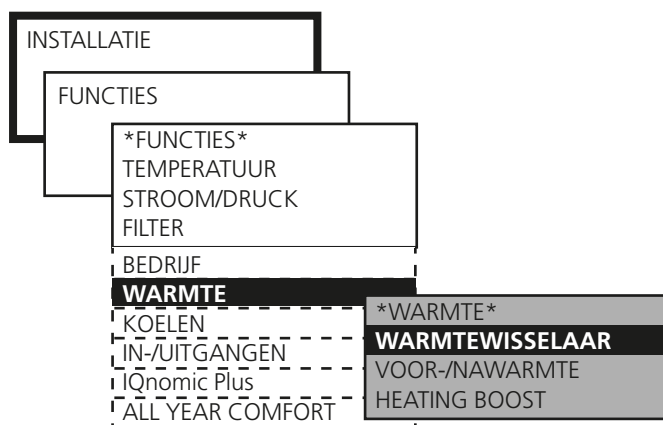 INSTALLATIE
FUNCTIES
*FUNCTIES*
TEMPERATUUR
STROOM/DRUCK
FILTER
BEDRIJF
WARMTE
KOELEN
IN-/UITGANGEN
IQnomic Plus
ALL YEAR COMFORT
*WARMTE*
WARMTEWISSELAAR
VOOR-/NAWARMTE
HEATING BOOST